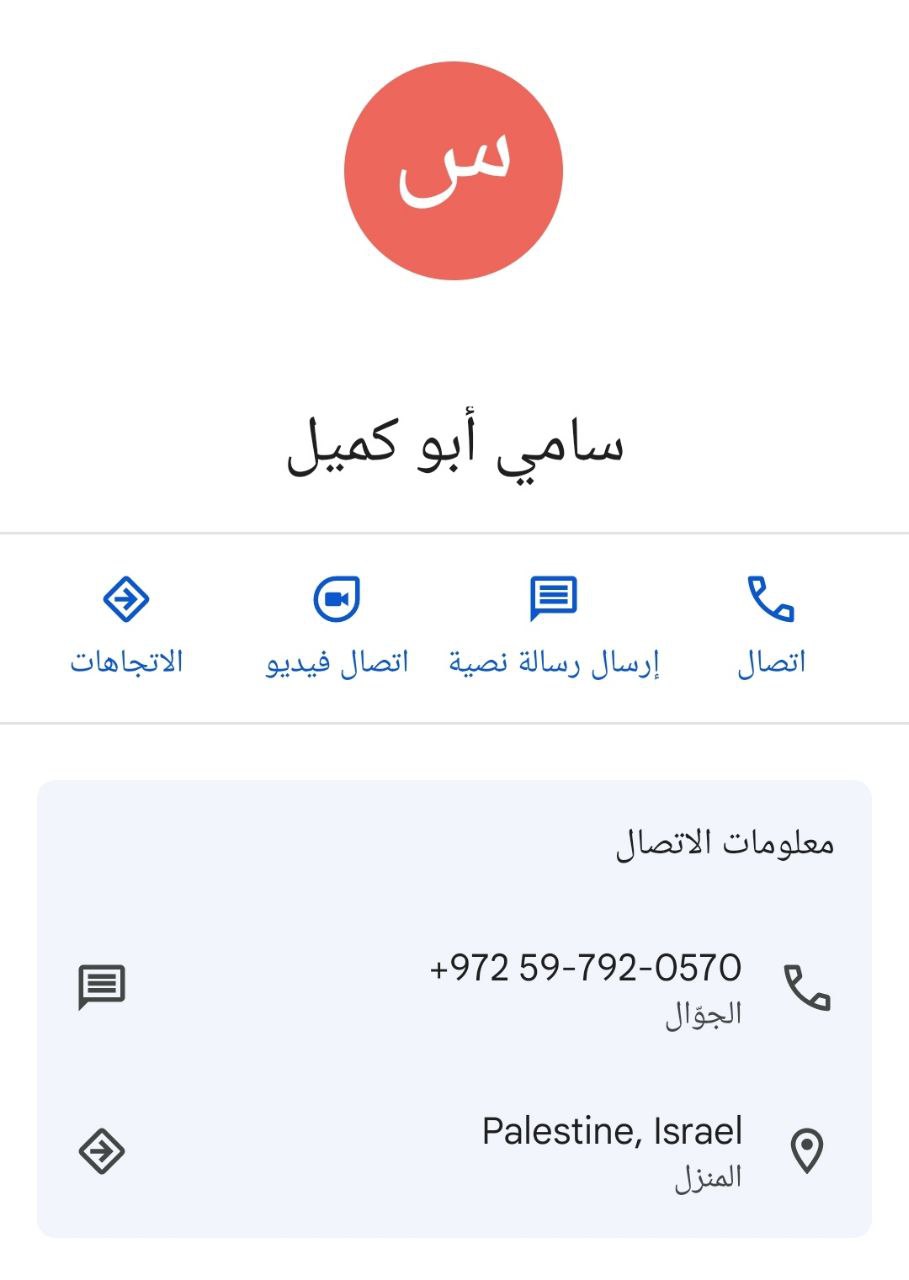 س
سامي أبو كميل
اتصال
إرسال رسالة نصية
اتصال فيديو
الاتجاهات
معلومات الاتصال
+972 59-792-0570
الجوّال
Palestine, Israel
المنزل